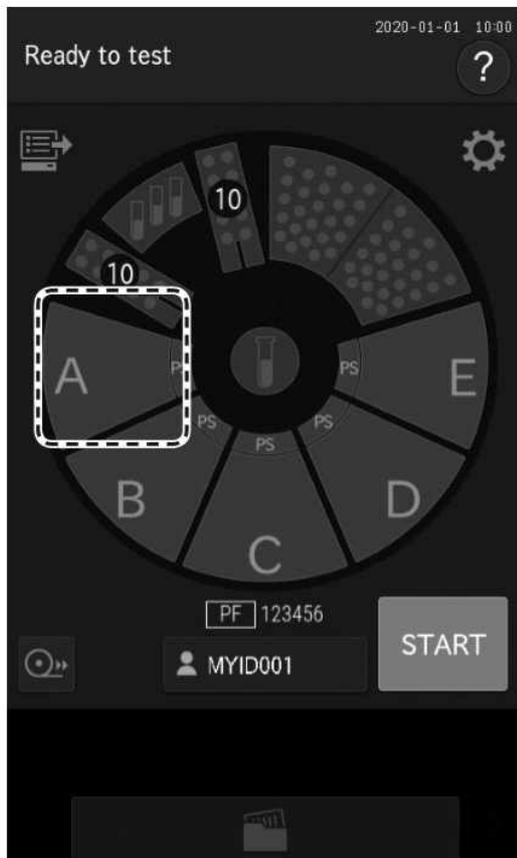 2020-01-01 10:00
Ready to test
?
10
10
A
PS
PS
E
PS
PS
PS
B
D
C
PF 123456
START
MYID001